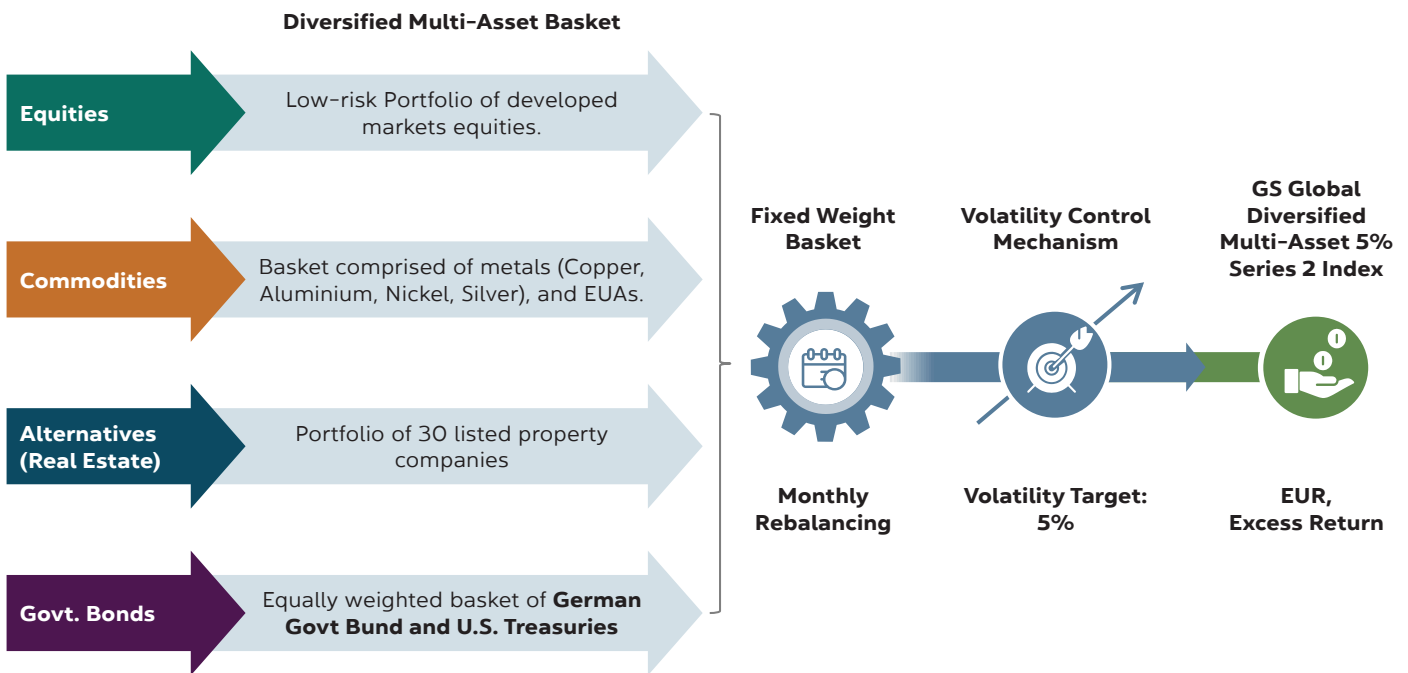 Diversified Multi-Asset Basket
Equities
Low-risk Portfolio of developed
markets equities.
Commodities
Basket comprised of metals (Copper,
Aluminium, Nickel, Silver), and EUAs.
Alternatives
(Real Estate)
Portfolio of 30 listed property
companies
Govt. Bonds
Equally weighted basket of German
Govt Bund and U.S. Treasuries
Fixed Weight
Basket
Monthly
Rebalancing
Volatility Control
Mechanism
Volatility Target:
5%
GS Global
Diversified
Multi-Asset 5%
Series 2 Index
EUR,
Excess Return